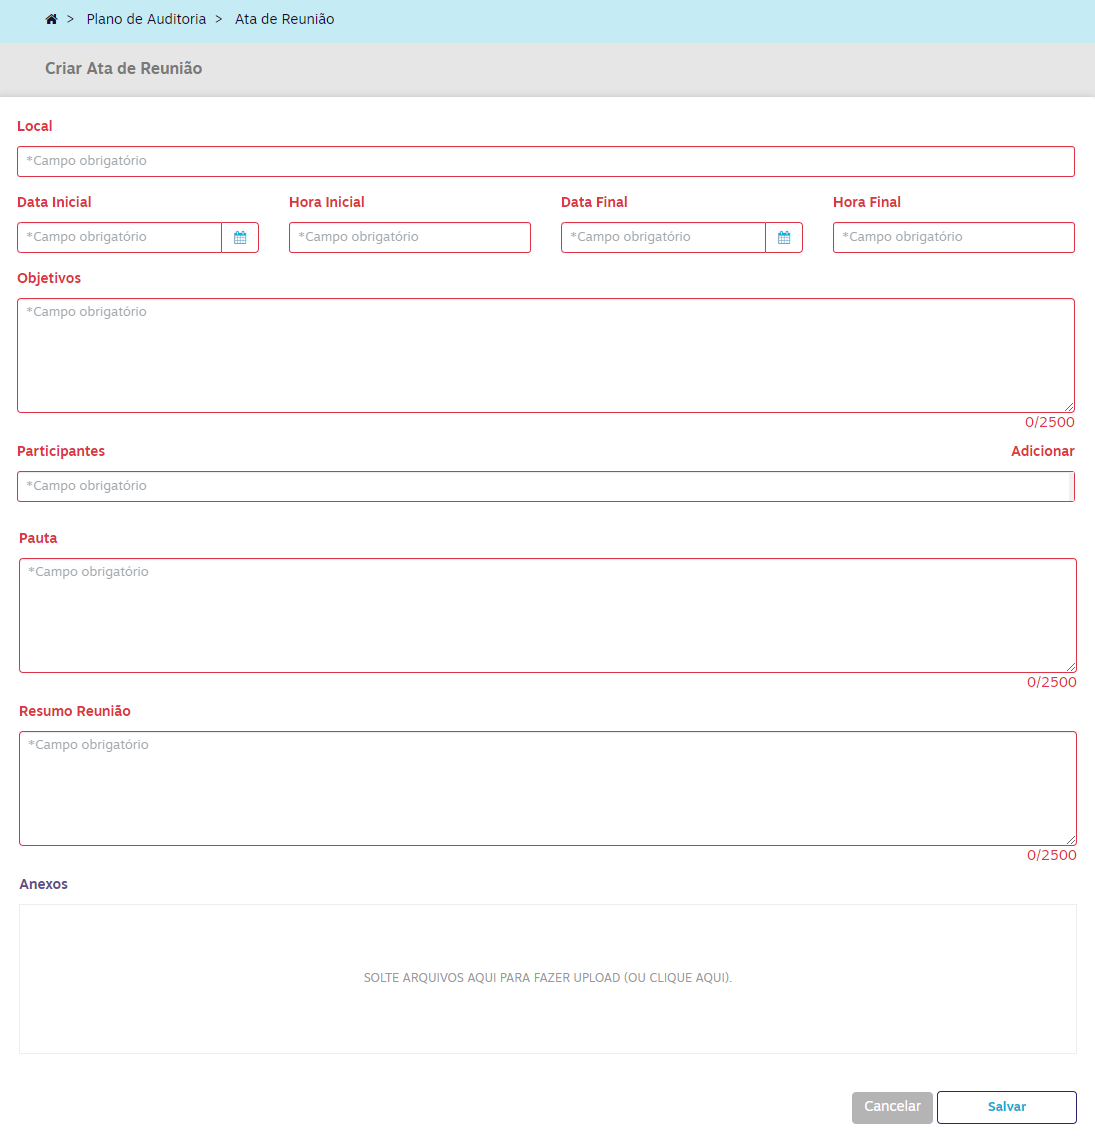 > Plano de Auditoria > Ata de Reunião
Criar Ata de Reunião
Local
*Campo obrigatório
Data Inicial Hora Inicial Data Final Hora Final
*Campo obrigatório *Campo obrigatório *Campo obrigatório *Campo obrigatório
Objetivos
*Campo obrigatório
0/2500
Participantes Adicionar
*Campo obrigatório
Pauta
*Campo obrigatório
0/2500
Resumo Reunião
*Campo obrigatório
0/2500
Anexos
SOLTE ARQUIVOS AQUI PARA FAZER UPLOAD (OU CLIQUE AQUI).
Cancelar Salvar